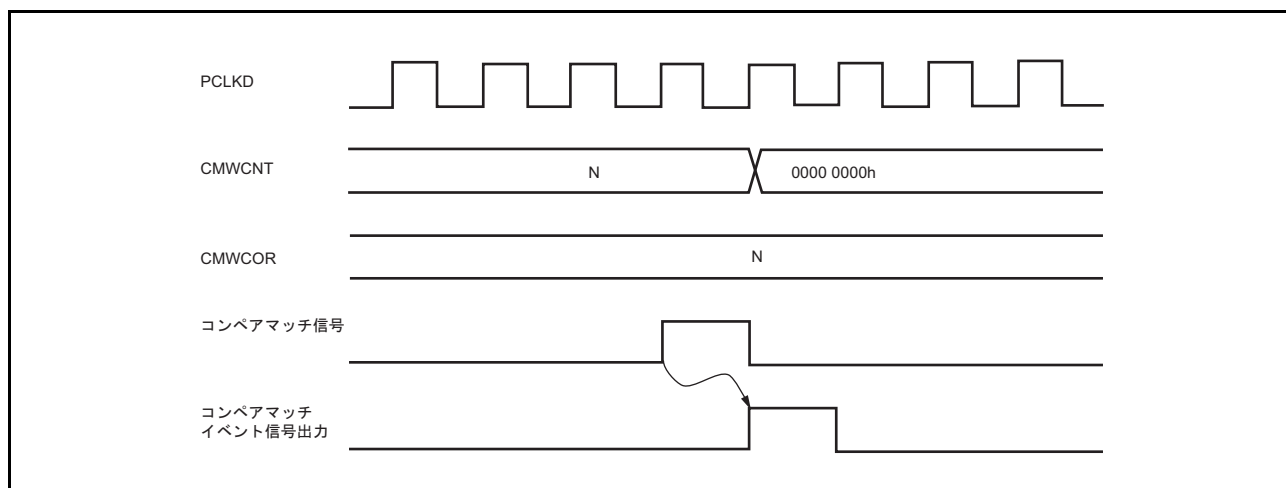 PCLKD
CMWCNT
N
0000 0000h
CMWCOR
N
コンペアマッチ信号
コンペアマッチ
イベント信号出力